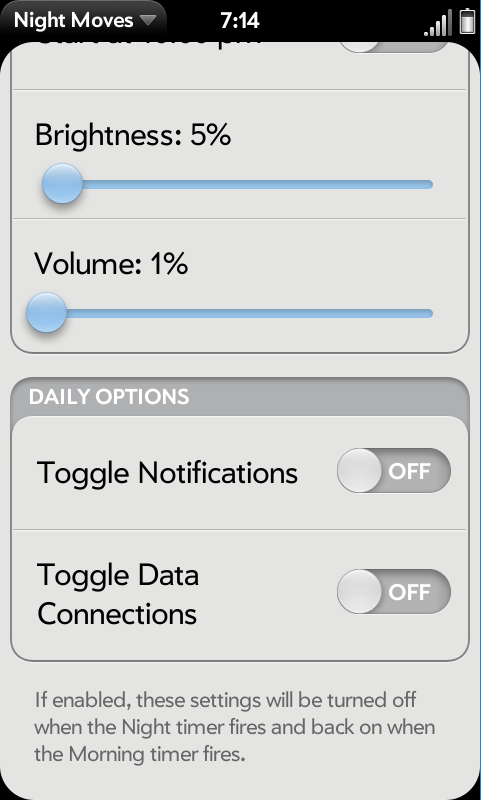 Night Moves 7:14
Brightness: 5%
Volume: 1%
DAILY OPTIONS
Toggle Notifications OFF
Toggle Data
Connections OFF
If enabled, these settings will be turned off
when the Night timer fires and back on when
the Morning timer fires.